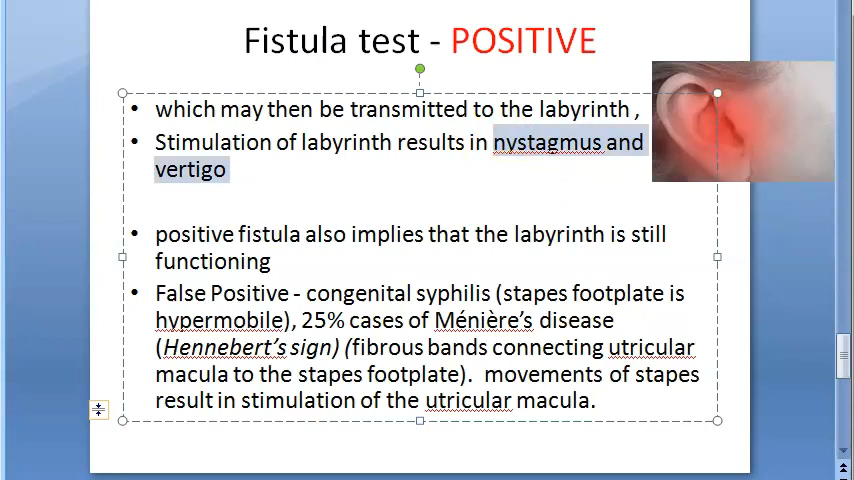 Fistula test - POSITIVE
• which may then be transmitted to the labyrinth ,
• Stimulation of labyrinth results in nystagmus and
vertigo
• positive fistula also implies that the labyrinth is still
functioning
• False Positive - congenital syphilis (stapes footplate is
hypermobile), 25% cases of Ménière’s disease
(Hennebert’s sign) (fibrous bands connecting utricular
macula to the stapes footplate).  movements of stapes
result in stimulation of the utricular macula.